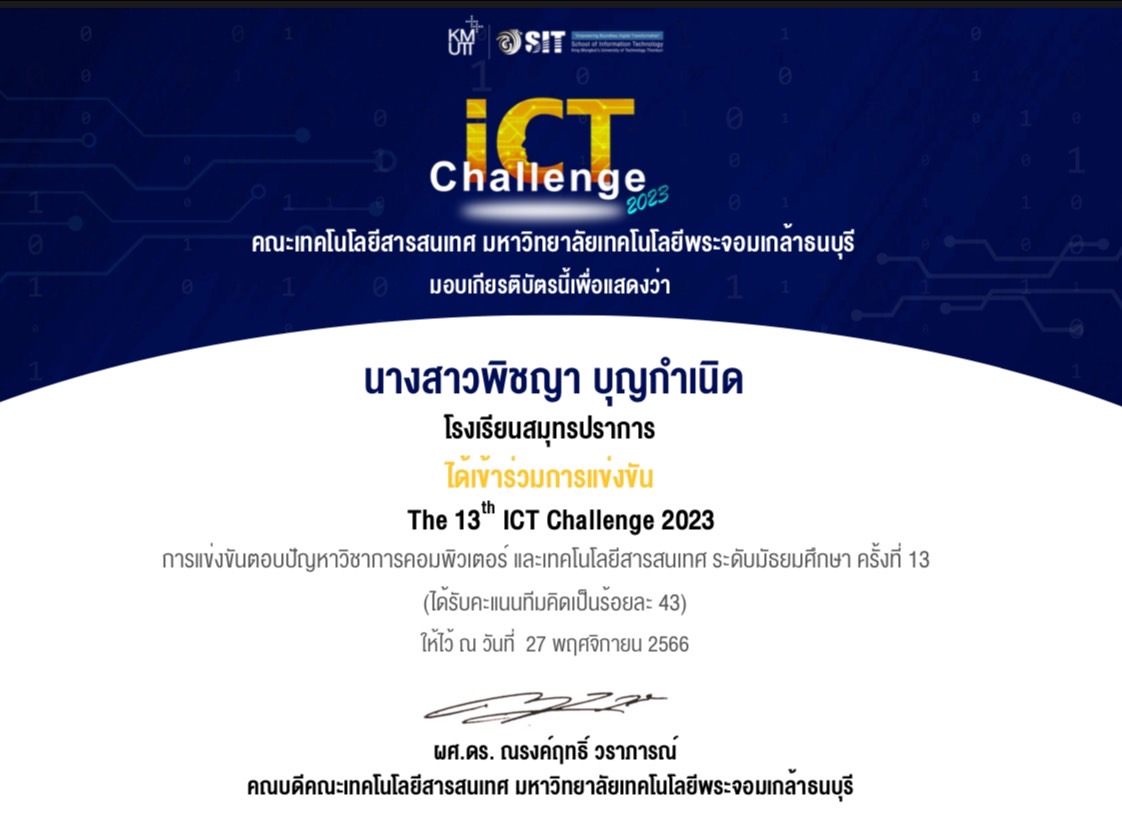 KM
UTT
SIT
"Empowering Boundless Digital Transformation"
School of Information Technology
King Mongkut's University of Technology Thonburi
iCT
Challenge
2023
คณะเทคโนโลยีสารสนเทศ มหาวิทยาลัยเทคโนโลยีพระจอมเกล้าธนบุรี
มอบเกียรติบัตรนี้เพื่อแสดงว่า
นางสาวพิชญา บุญกำเนิด
โรงเรียนสมุทรปราการ
ได้เข้าร่วมการแข่งขัน
The 13th ICT Challenge 2023
การแข่งขันตอบปัญหาวิชาการคอมพิวเตอร์ และเทคโนโลยีสารสนเทศ ระดับมัธยมศึกษา ครั้งที่ 13
(ได้รับคะแนนทีมคิดเป็นร้อยละ 43)
ให้ไว้ ณ วันที่ 27 พฤศจิกายน 2566
ผศ.ดร. ณรงค์ฤทธิ์ วราภารณ์
คณบดีคณะเทคโนโลยีสารสนเทศ มหาวิทยาลัยเทคโนโลยีพระจอมเกล้าธนบุรี